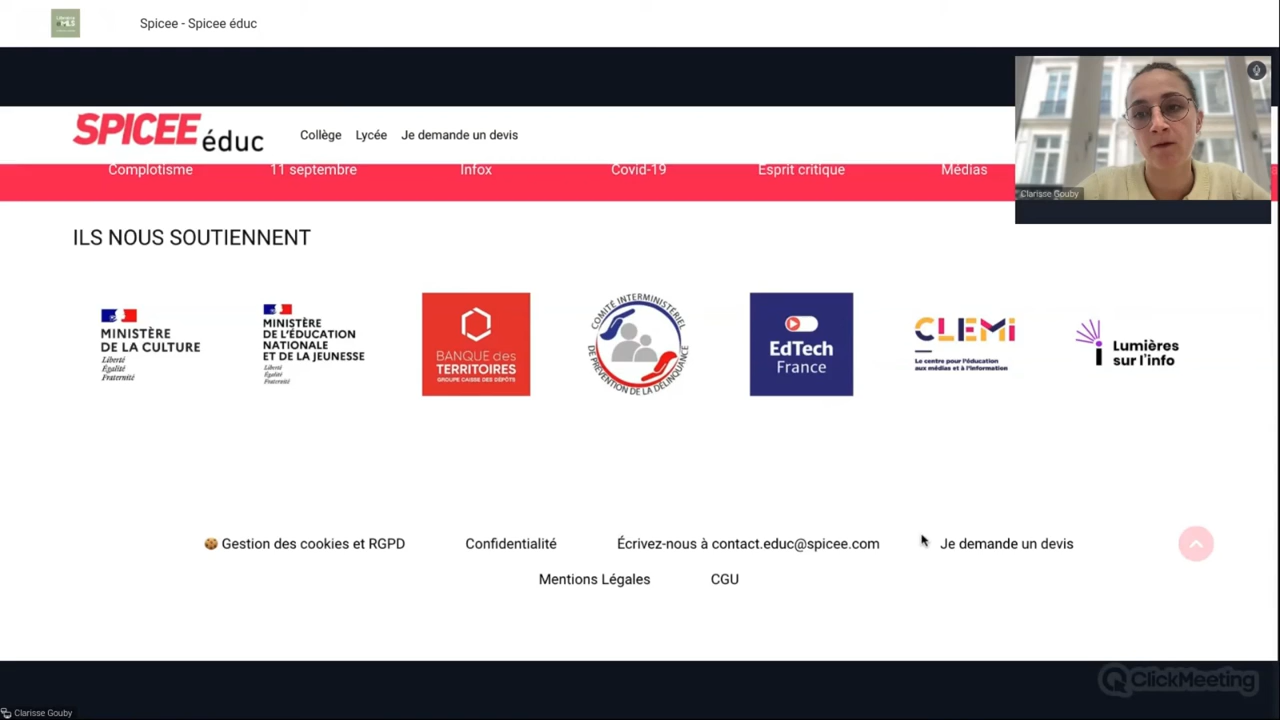 Spicee - Spicee éduc
SPICEE éduc
Collège Lycée Je demande un devis
Complotisme 11 septembre Infox Covid-19 Esprit critique Médias
Clarisse Gouby
ILS NOUS SOUTIENNENT
MINISTÈRE
DE LA CULTURE
Liberté
Égalité
Fraternité
MINISTÈRE
DE L'ÉDUCATION
NATIONALE
ET DE LA JEUNESSE
Liberté
Égalité
Fraternité
BANQUE des
TERRITOIRES
GROUPE CAISSE DES DÉPÔTS
COMITÉ INTERMINISTÉRIEL
DE PRÉVENTION DE LA DÉLINQUANCE
EdTech
France
CLEMI
Le centre pour l'éducation
aux médias et à l'information
Lumières
sur l'info
Gestion des cookies et RGPD Confidentialité Écrivez-nous à contact.educ@spicee.com Je demande un devis
Mentions Légales CGU
ClickMeeting
Clarisse Gouby